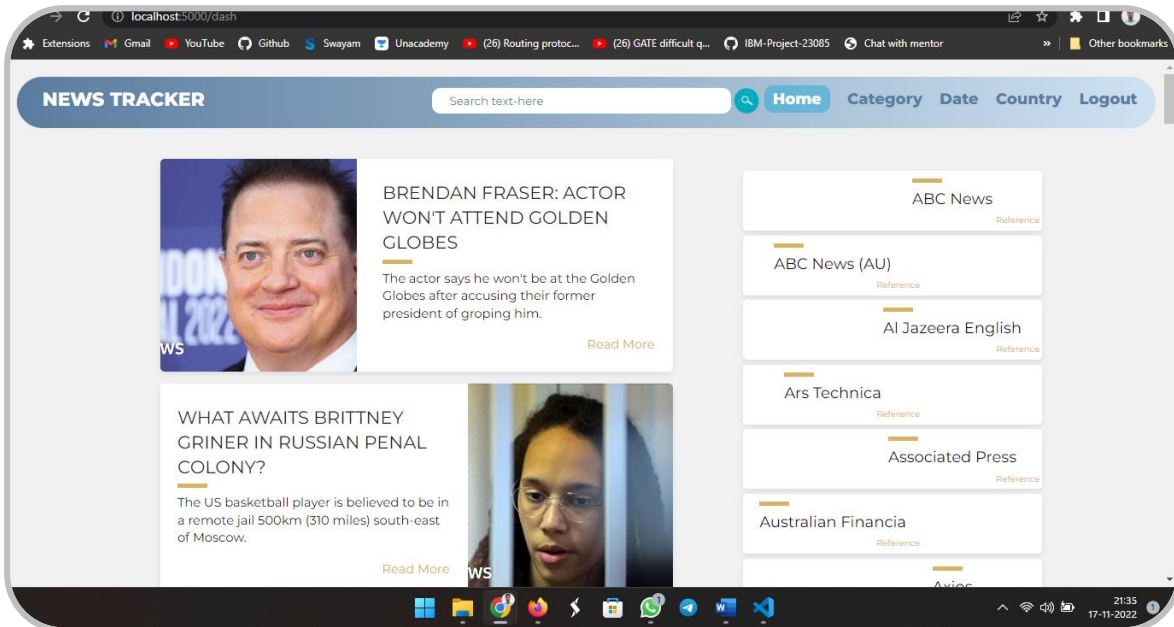 localhost:5000/dash
Extensions Gmail YouTube Github Swayam Unacademy (26) Routing protoc... (26) GATE difficult q... IBM-Project-23085 Chat with mentor » Other bookmarks
NEWS TRACKER Search text-here Home Category Date Country Logout
BRENDAN FRASER: ACTOR
WON'T ATTEND GOLDEN
GLOBES
The actor says he won't be at the Golden
Globes after accusing their former
president of groping him.
Read More
WS
WHAT AWAITS BRITTNEY
GRINER IN RUSSIAN PENAL
COLONY?
The US basketball player is believed to be in
a remote jail 500km (310 miles) south-east
of Moscow.
Read More
WS
ABC News
Reference
ABC News (AU)
Reference
Al Jazeera English
Reference
Ars Technica
Reference
Associated Press
Reference
Australian Financia
Reference
Axios
21:35
17-11-2022